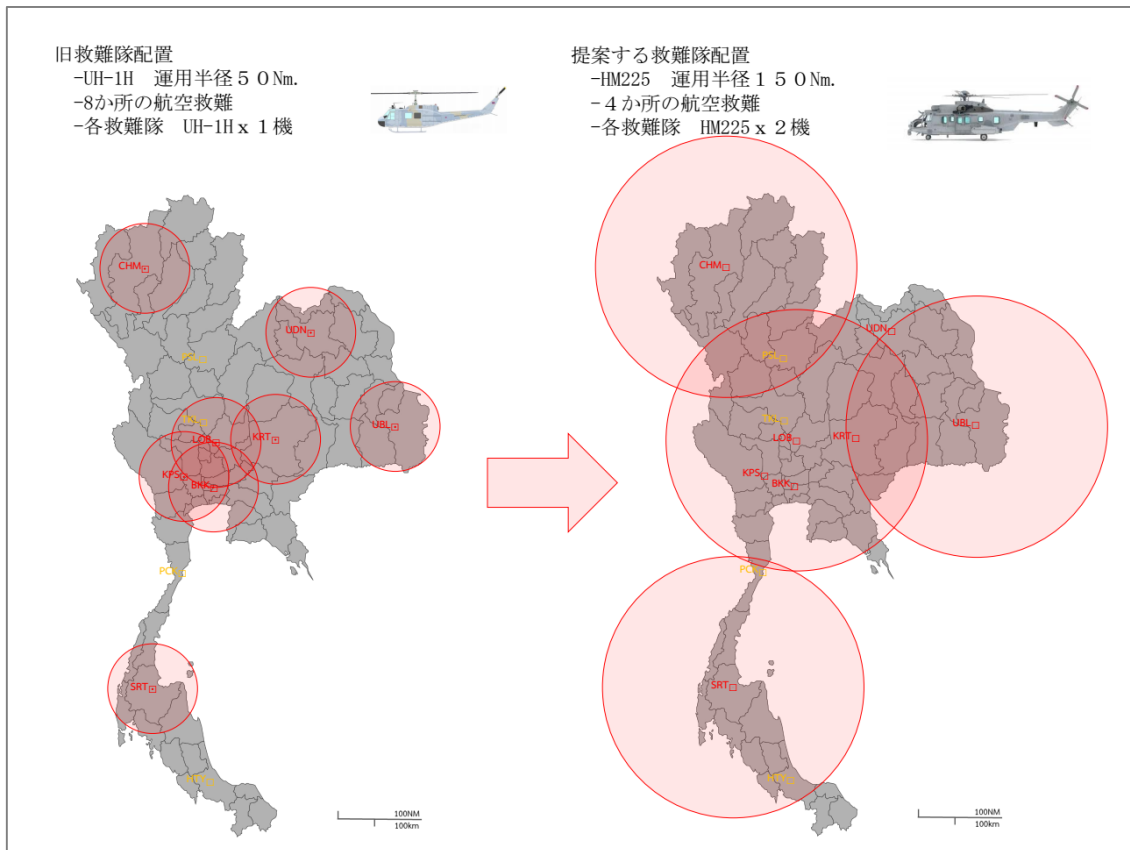 旧救難隊配置
-UH-1H 運用半径５０Nm.
-8か所の航空救難
-各救難隊 UH-1H x 1機
提案する救難隊配置
-HM225 運用半径１５０Nm.
-４か所の航空救難
-各救難隊 HM225 x ２機
CHM
UDN
PSL
UBL
LOB
KRT
KPS
BKK
SRT
100NM
100km
CHM
UDN
PSL
TKL
LOB
KRT
UBL
KPS
BKK
SRT
HTY
100NM
100km